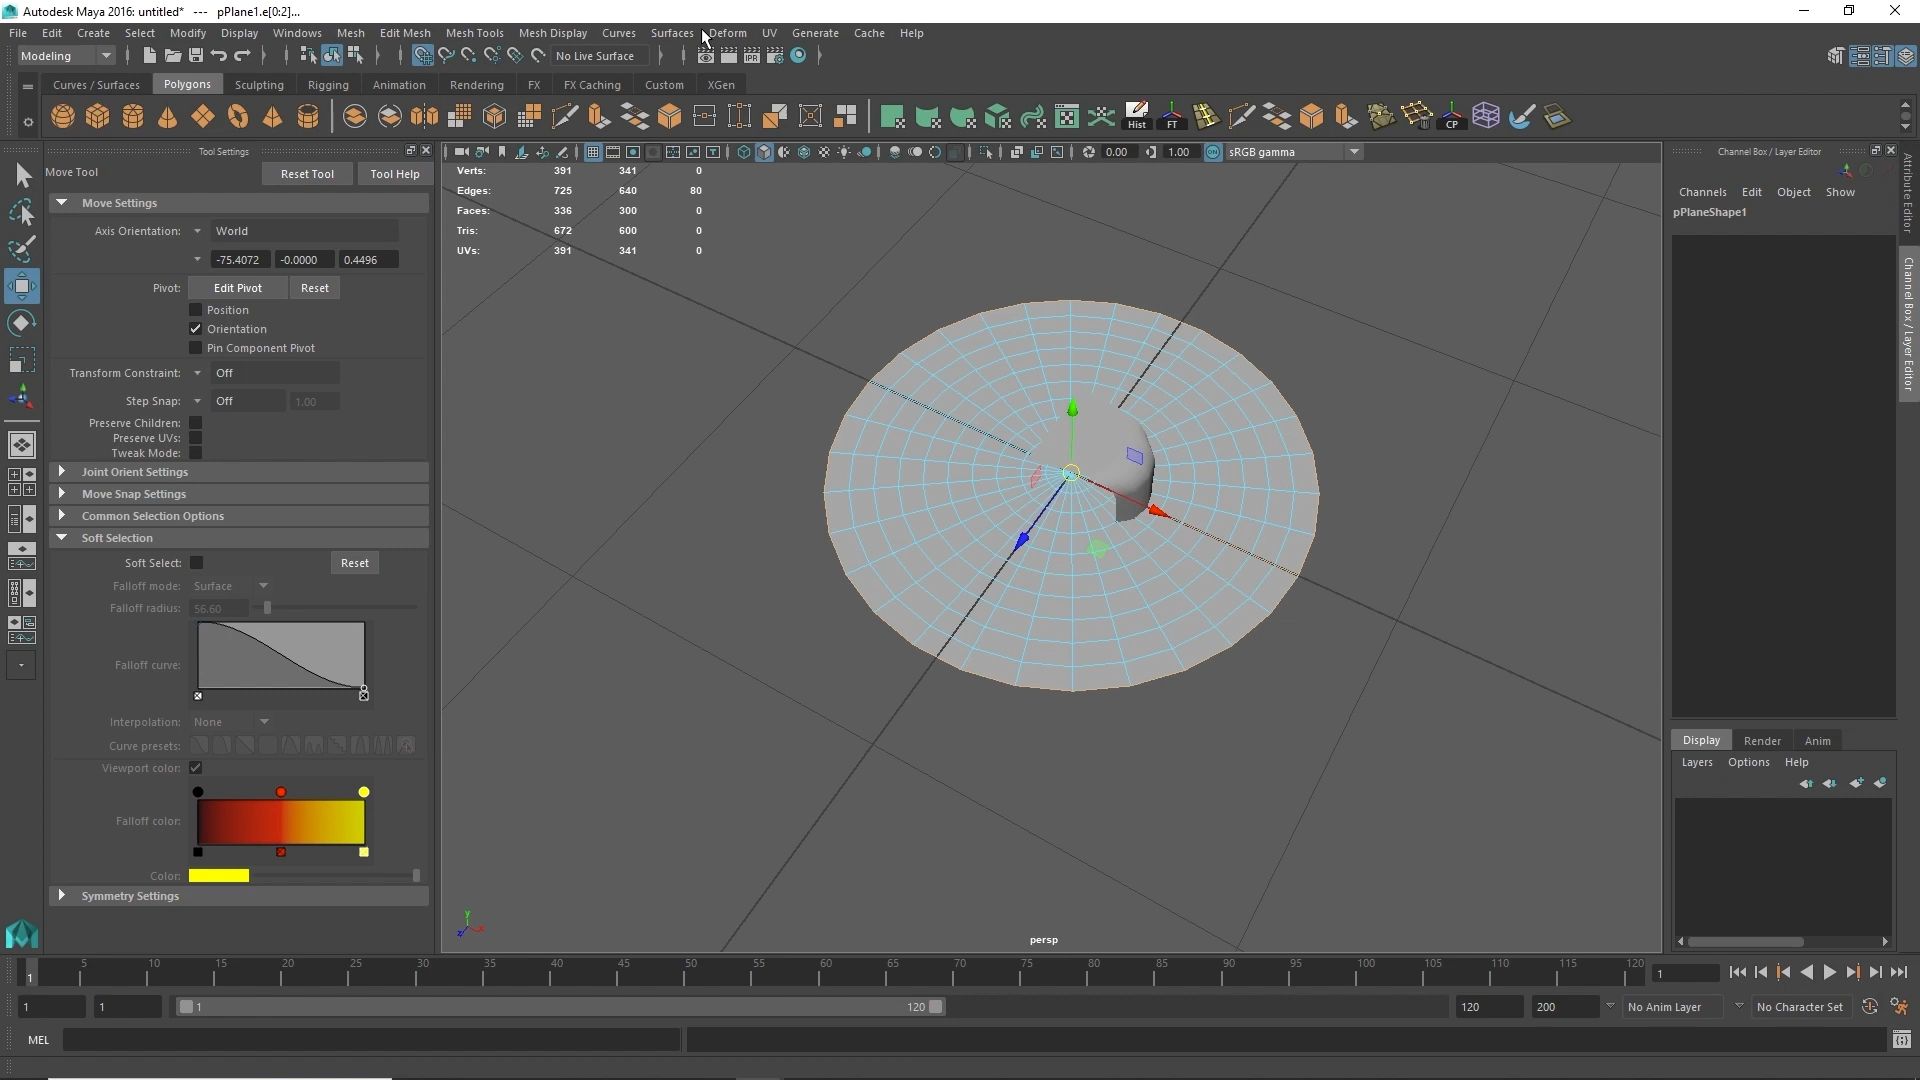 Autodesk Maya 2016: untitled*   ---   pPlane1.e[0:2]...
File Edit Create Select Modify Display Windows Mesh Edit Mesh Mesh Tools Mesh Display Curves Surfaces Deform UV Generate Cache Help
Modeling No Live Surface
Curves / Surfaces Polygons Sculpting Rigging Animation Rendering FX FX Caching Custom XGen
Hist FT CP
Tool Settings
Move Tool Reset Tool Tool Help
Move Settings
Axis Orientation: World
-75.4072 -0.0000 0.4496
Pivot: Edit Pivot Reset
Position
Orientation
Pin Component Pivot
Transform Constraint: Off
Step Snap: Off 1.00
Preserve Children:
Preserve UVs:
Tweak Mode:
Joint Orient Settings
Move Snap Settings
Common Selection Options
Soft Selection
Soft Select: Reset
Falloff mode: Surface
Falloff radius: 56.60
Falloff curve:
Interpolation: None
Curve presets:
Viewport color:
Falloff color:
Color:
Symmetry Settings
IPR
0.00 1.00 ON sRGB gamma
Verts: 391 341 0
Edges: 725 640 80
Faces: 336 300 0
Tris: 672 600 0
UVs: 391 341 0
y
z x
persp
Channel Box / Layer Editor
Channels Edit Object Show
pPlaneShape1
Attribute Editor
Channel Box / Layer Editor
Display Render Anim
Layers Options Help
1 5 10 15 20 25 30 35 40 45 50 55 60 65 70 75 80 85 90 95 100 105 110 115 120 1
1 1 1 120 120 200 No Anim Layer No Character Set
MEL